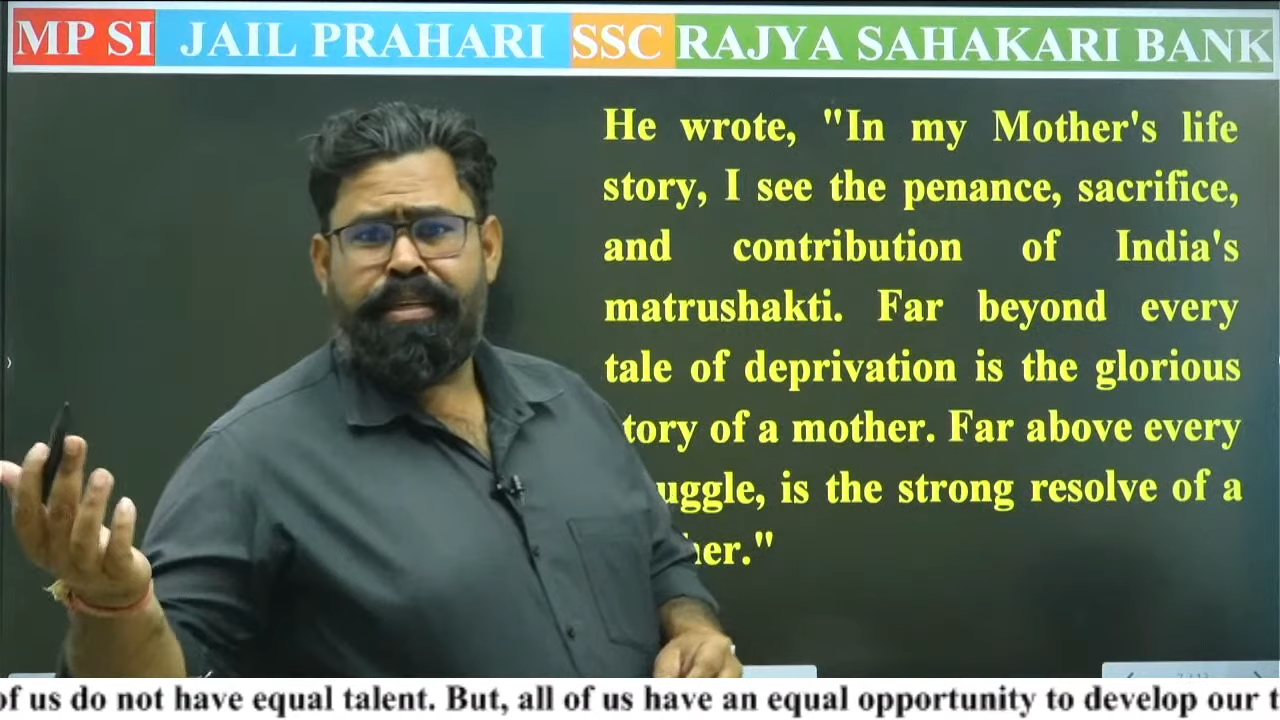 MP SI JAIL PRAHARI SSC RAJYA SAHAKARI BANK
He wrote, "In my Mother's life
story, I see the penance, sacrifice,
and contribution of India's
matrushakti. Far beyond every
tale of deprivation is the glorious
tory of a mother. Far above every
uggle, is the strong resolve of a
her."
of us do not have equal talent. But, all of us have an equal opportunity to develop our t